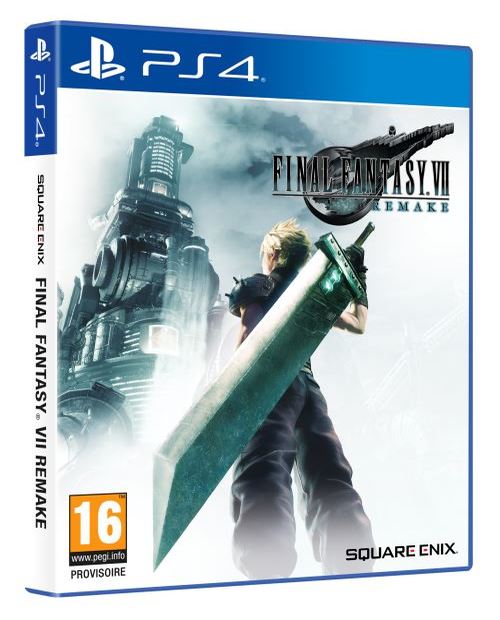 PS4
PS4
SQUARE ENIX
FINAL FANTASY® VII REMAKE
FINAL FANTASY VII
REMAKE
16
www.pegi.info
PROVISOIRE
SQUARE ENIX.